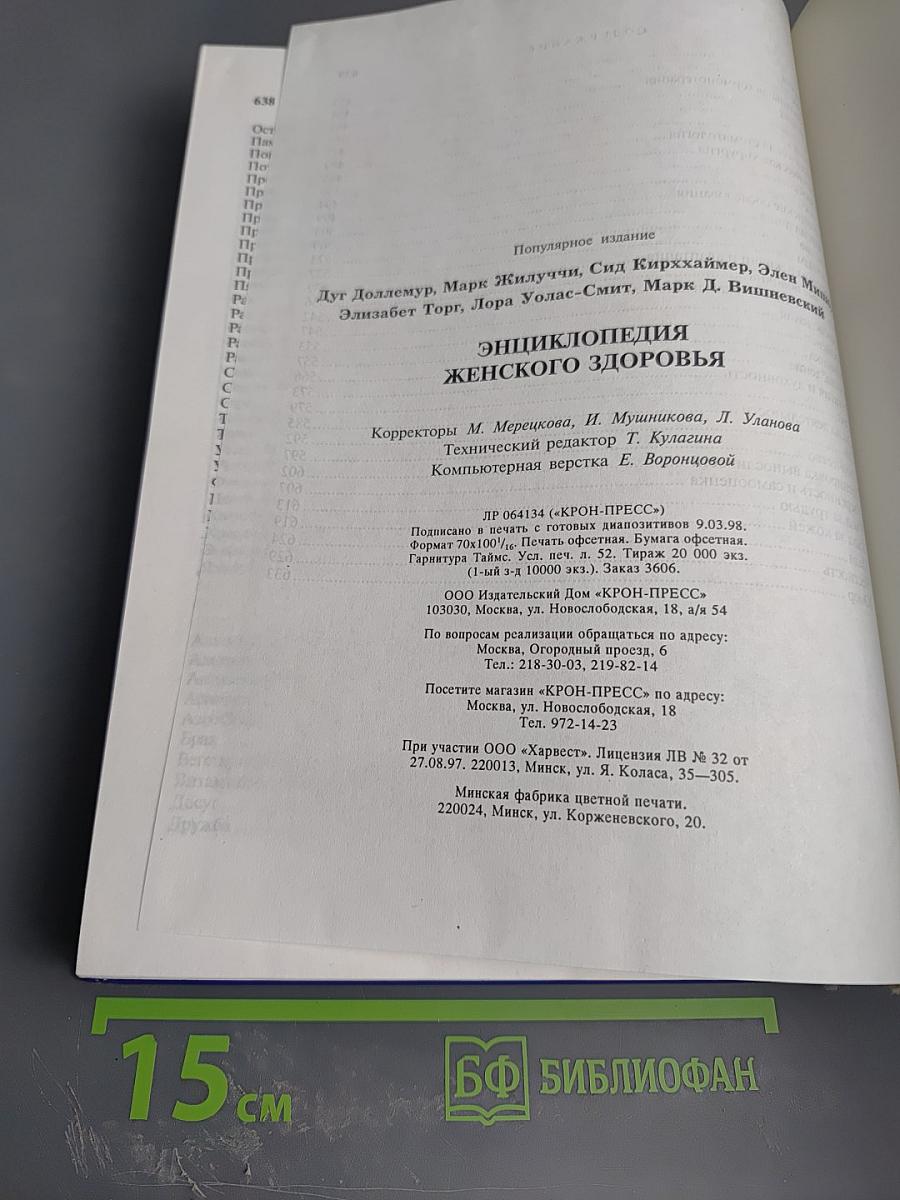 638
Популярное издание
Дуг Доллемур, Марк Жилуччи, Сид Кирххаймер, Элен
Элизабет Торг, Лора Уолас-Смит, Марк Д. Вишневский
ЭНЦИКЛОПЕДИЯ
ЖЕНСКОГО ЗДОРОВЬЯ
Корректоры М. Мерецкова, И. Мушникова, Л. Уланова
Технический редактор Т. Кулагина
Компьютерная верстка Е. Воронцовой
ЛР 064134 («КРОН-ПРЕСС»)
Подписано в печать с готовых диапозитивов 9.03.98.
Формат 70х100¹/₁₆. Печать офсетная. Бумага офсетная.
Гарнитура Таймс. Усл. печ. л. 52. Тираж 20 000 экз.
(1-ый з-д 10000 экз.). Заказ 3606.
ООО Издательский Дом «КРОН-ПРЕСС»
103030, Москва, ул. Новослободская, 18, а/я 54
По вопросам реализации обращаться по адресу:
Москва, Огородный проезд, 6
Тел.: 218-30-03, 219-82-14
Посетите магазин «КРОН-ПРЕСС» по адресу:
Москва, ул. Новослободская, 18
Тел. 972-14-23
При участии ООО «Харвест». Лицензия ЛВ № 32 от
27.08.97. 220013, Минск, ул. Я. Коласа, 35—305.
Минская фабрика цветной печати.
220024, Минск, ул. Корженевского, 20.
15 см
БФ БИБЛИОФАН